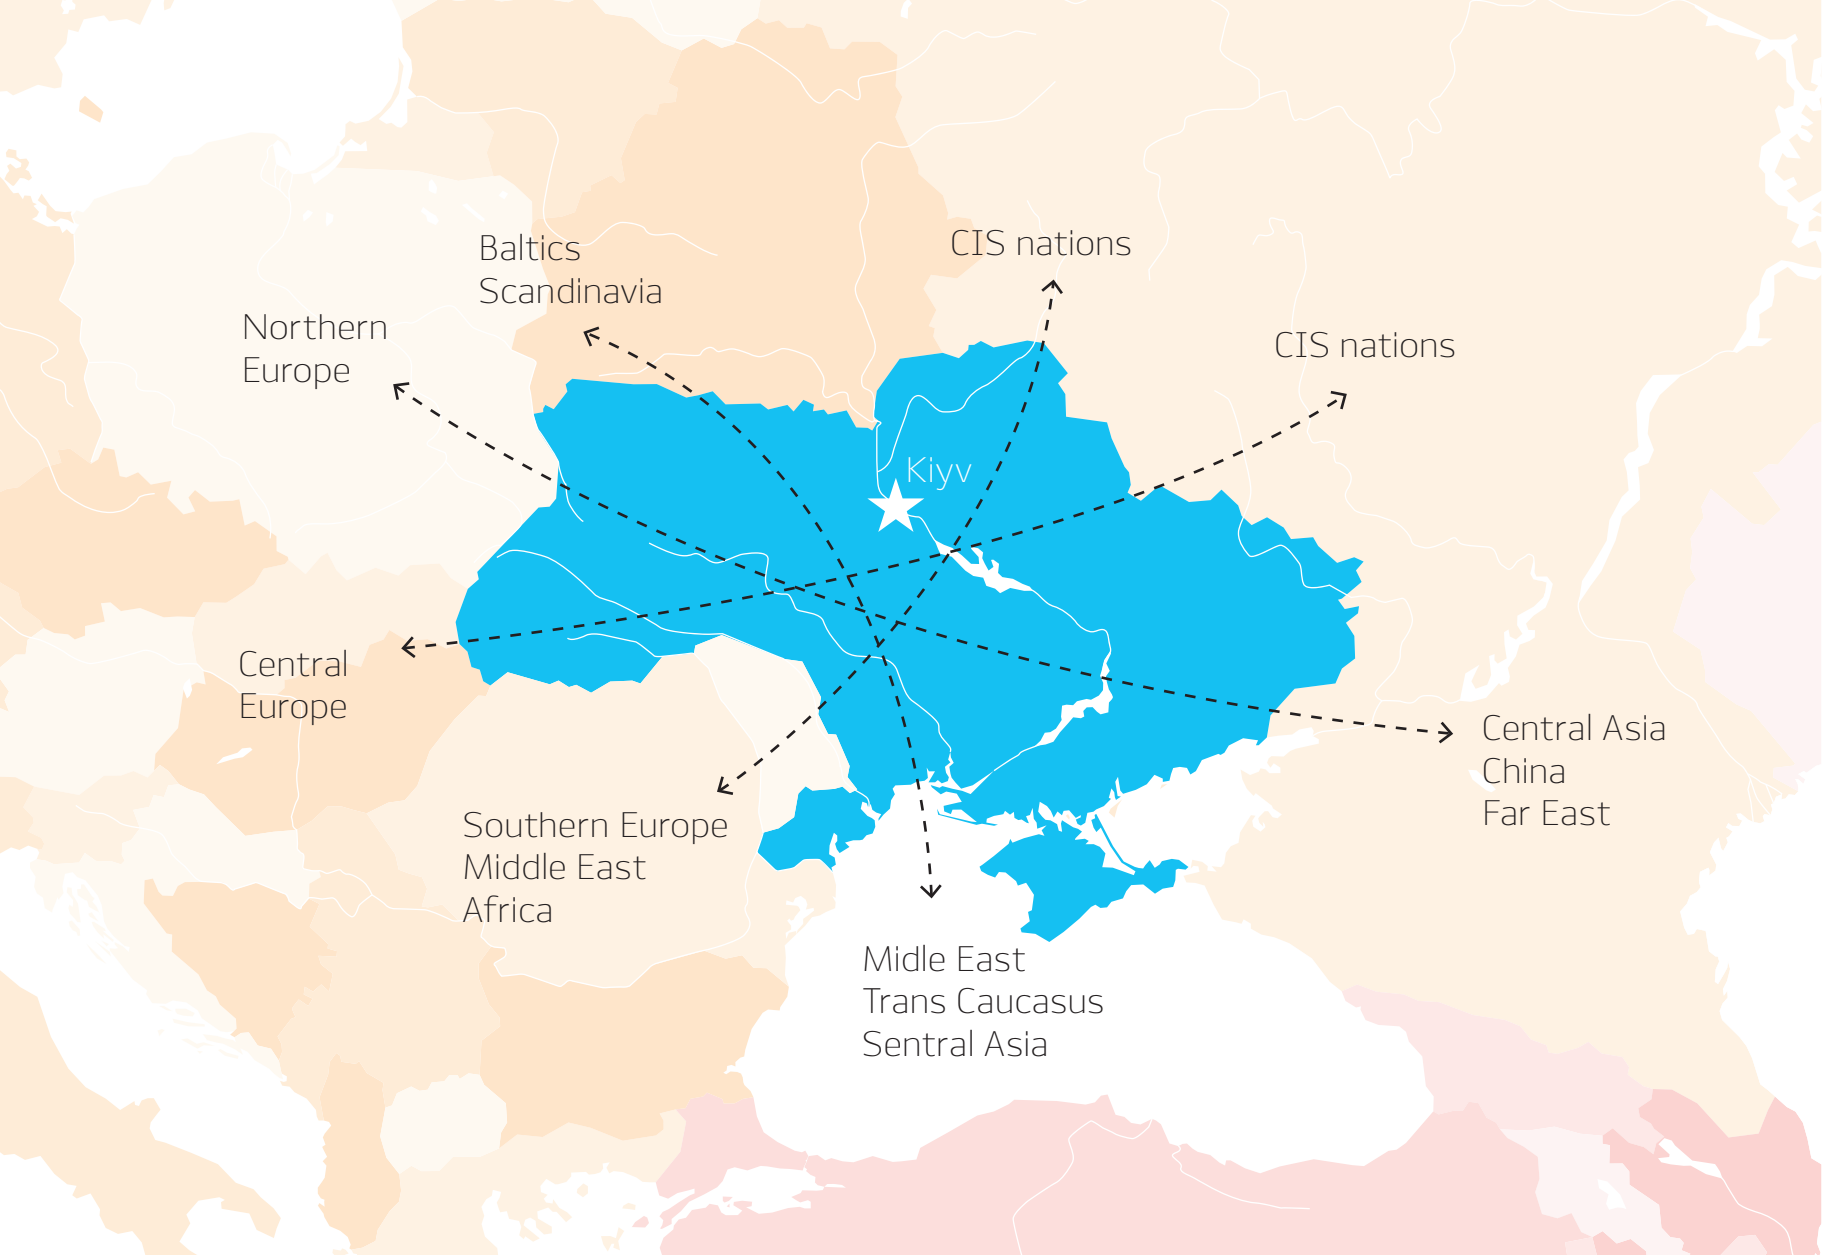 Baltics
Scandinavia
CIS nations
Northern
Europe
CIS nations
Kiyv
Central
Europe
Central Asia
China
Far East
Southern Europe
Middle East
Africa
Midle East
Trans Caucasus
Sentral Asia